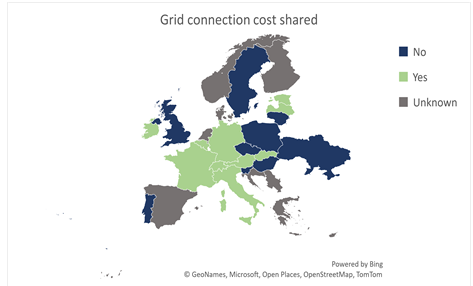 Grid connection cost shared
No
Yes
Unknown
Powered by Bing
© GeoNames, Microsoft, Open Places, OpenStreetMap, TomTom